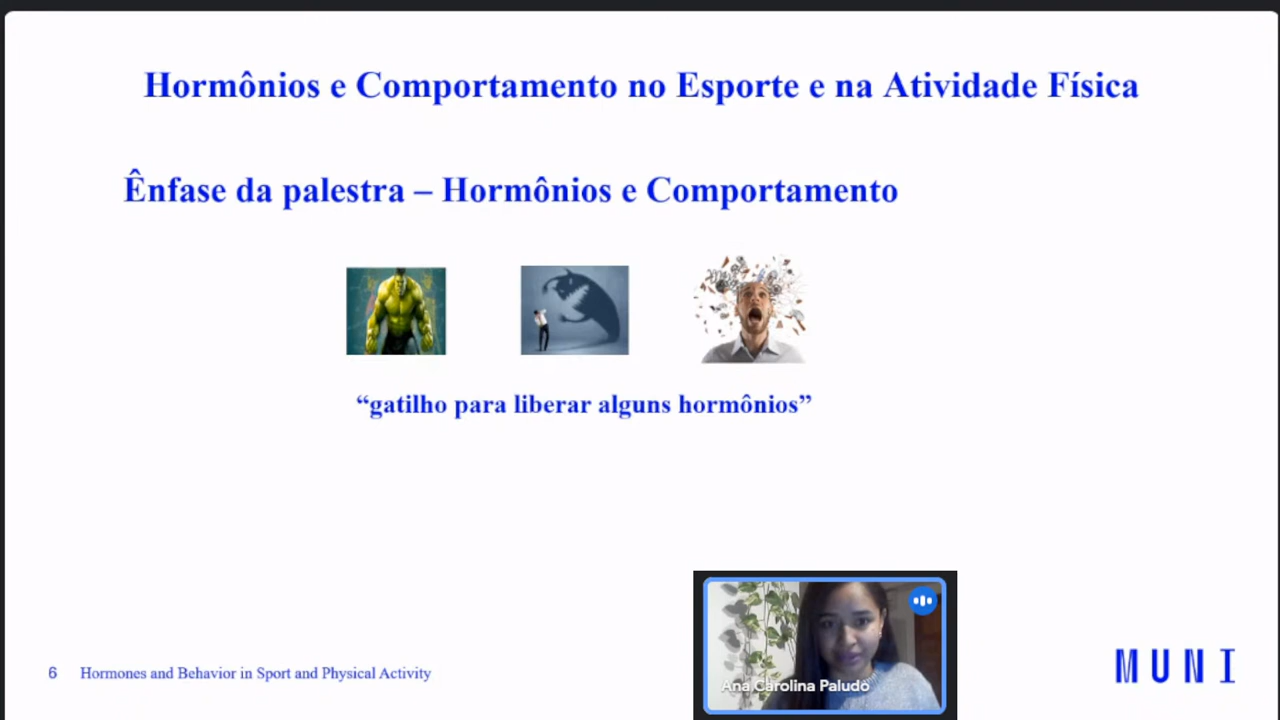 Hormônios e Comportamento no Esporte e na Atividade Física
Ênfase da palestra – Hormônios e Comportamento
“gatilho para liberar alguns hormônios”
Ana Carolina Paludo
6 Hormones and Behavior in Sport and Physical Activity
MUNI